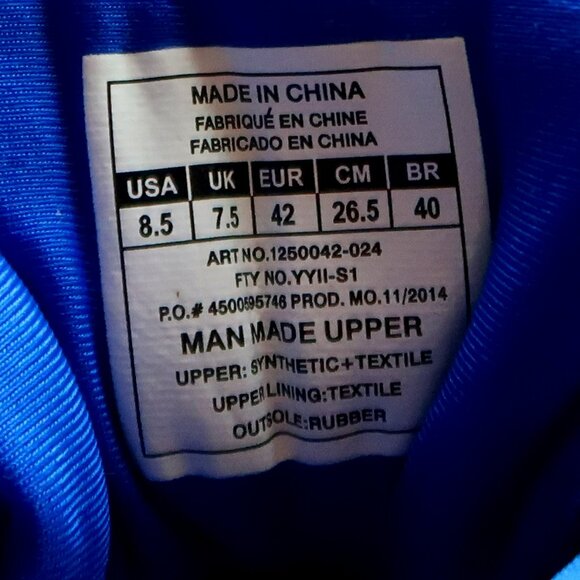 MADE IN CHINA
FABRIQUÉ EN CHINE
FABRICADO EN CHINA
USA UK EUR CM BR
8.5 7.5 42 26.5 40
ART NO.1250042-024
FTY NO.YYII-S1
P.O.# 4500595746 PROD. MO.11/2014
MAN MADE UPPER
UPPER: SYNTHETIC+TEXTILE
UPPER LINING:TEXTILE
OUTSOLE:RUBBER